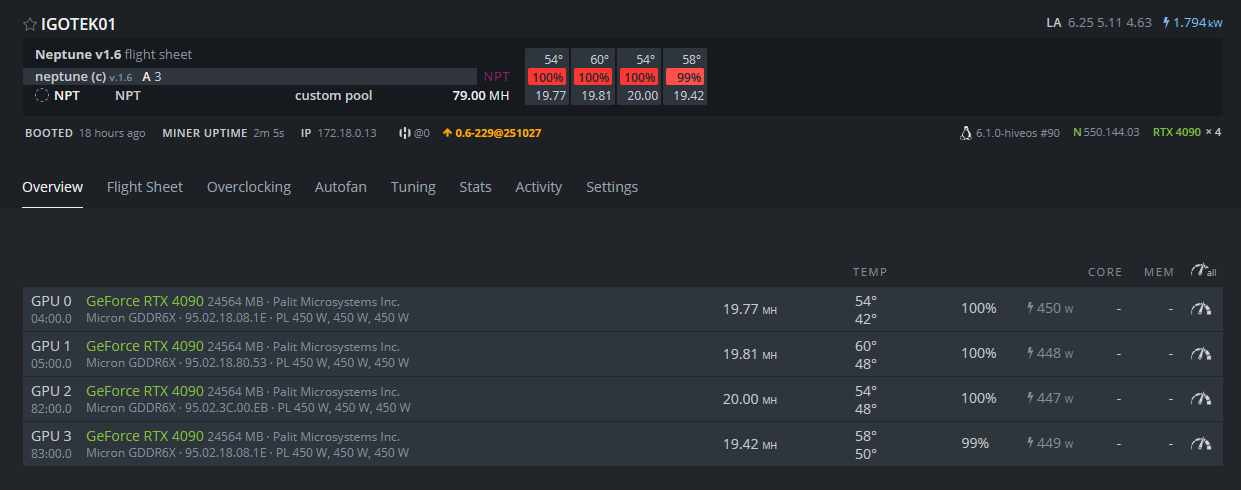 IGOTEK01
LA 6.25 5.11 4.63 1.794 kW
Neptune v1.6 flight sheet
neptune (c) v.1.6 A 3 NPT
NPT NPT custom pool 79.00 MH
54° 60° 54° 58°
100% 100% 100% 99%
19.77 19.81 20.00 19.42
BOOTED 18 hours ago MINER UPTIME 2m 5s IP 172.18.0.13 @0 0.6-229@251027 6.1.0-hiveos #90 N 550.144.03 RTX 4090 × 4
Overview Flight Sheet Overclocking Autofan Tuning Stats Activity Settings
TEMP CORE MEM all
GPU 0 GeForce RTX 4090 24564 MB · Palit Microsystems Inc. 19.77 MH 54° 100% 450 W - -
04:00.0 Micron GDDR6X · 95.02.18.08.1E · PL 450 W, 450 W, 450 W 42°
GPU 1 GeForce RTX 4090 24564 MB · Palit Microsystems Inc. 19.81 MH 60° 100% 448 W - -
05:00.0 Micron GDDR6X · 95.02.18.80.53 · PL 450 W, 450 W, 450 W 48°
GPU 2 GeForce RTX 4090 24564 MB · Palit Microsystems Inc. 20.00 MH 54° 100% 447 W - -
82:00.0 Micron GDDR6X · 95.02.3C.00.EB · PL 450 W, 450 W, 450 W 48°
GPU 3 GeForce RTX 4090 24564 MB · Palit Microsystems Inc. 19.42 MH 58° 99% 449 W - -
83:00.0 Micron GDDR6X · 95.02.18.08.1E · PL 450 W, 450 W, 450 W 50°